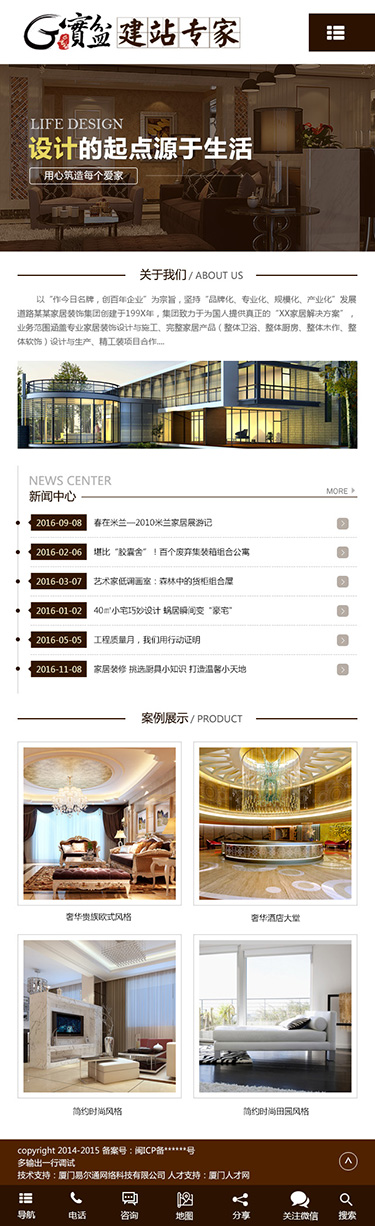 G寶盆建站专家
LIFE DESIGN
设计的起点源于生活
用心筑造每个爱家
关于我们 / ABOUT US
以“作今日名牌，创百年企业”为宗旨，坚持“品牌化、专业化、规模化、产业化”发展
道路某某家居装饰集团创建于199X年，集团致力于为国人提供真正的“XX家居解决方案”，
业务范围涵盖专业家居装饰设计与施工、完整家居产品（整体卫浴、整体厨房、整体木作、整
体软饰）设计与生产、精工装项目合作....
NEWS CENTER
新闻中心
MORE
2016-09-08 春在米兰—2010米兰家居展游记
2016-02-06 堪比“胶囊舍”！百个废弃集装箱组合公寓
2016-03-07 艺术家低调画室：森林中的货柜组合屋
2016-01-02 40㎡小宅巧妙设计 蜗居瞬间变“豪宅”
2016-05-05 工程质量月，我们用行动证明
2016-11-08 家居装修 挑选厨具小知识 打造温馨小天地
案例展示 / PRODUCT
奢华贵族欧式风格
奢华酒店大堂
简约时尚风格
简约时尚田园风格
copyright 2014-2015 备案号：闽ICP备******号
多输出一行调试
技术支持：厦门易尔通网络科技有限公司 人才支持：厦门人才网
导航 电话 咨询 地图 分享 关注微信 搜索